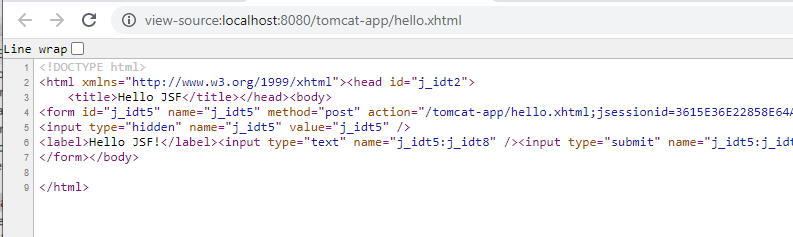 view-source:localhost:8080/tomcat-app/hello.xhtml
Line wrap
1 <!DOCTYPE html>
2 <html xmlns="http://www.w3.org/1999/xhtml"><head id="j_idt2">
3 <title>Hello JSF</title></head><body>
4 <form id="j_idt5" name="j_idt5" method="post" action="/tomcat-app/hello.xhtml;jsessionid=3615E36E22858E64A
5 <input type="hidden" name="j_idt5" value="j_idt5" />
6 <label>Hello JSF!</label><input type="text" name="j_idt5:j_idt8" /><input type="submit" name="j_idt5:j_idt
7 </form></body>
8
9 </html>